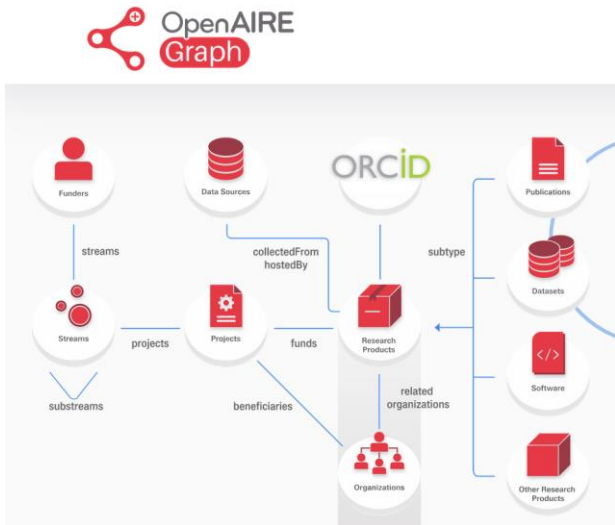 OpenAIRE
Graph
Funders
Data Sources
ORCiD
Publications
streams
collectedFrom
hostedBy
subtype
Datasets
Streams
projects
Projects
funds
Research
Products
Software
</>
substreams
beneficiaries
related
organizations
Organizations
Other Research
Products